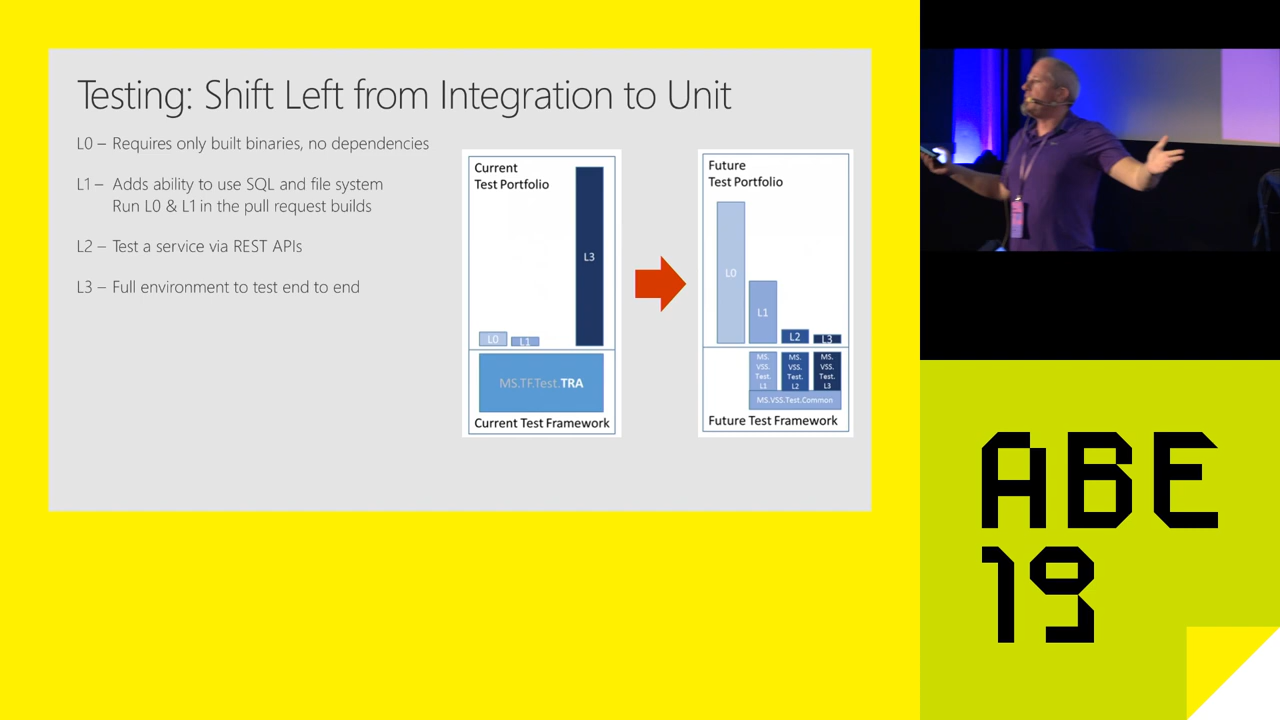 Testing: Shift Left from Integration to Unit
L0 – Requires only built binaries, no dependencies
L1 – Adds ability to use SQL and file system
Run L0 & L1 in the pull request builds
L2 – Test a service via REST APIs
L3 – Full environment to test end to end
Current
Test Portfolio
L3
L0
L1
MS.TF.Test.TRA
Current Test Framework
Future
Test Portfolio
L0
L1
L2
L3
MS.
VSS.
Test.
L1
MS.
VSS.
Test.
L2
MS.
VSS.
Test.
L3
MS.VSS.Test.Common
Future Test Framework
ABE
19